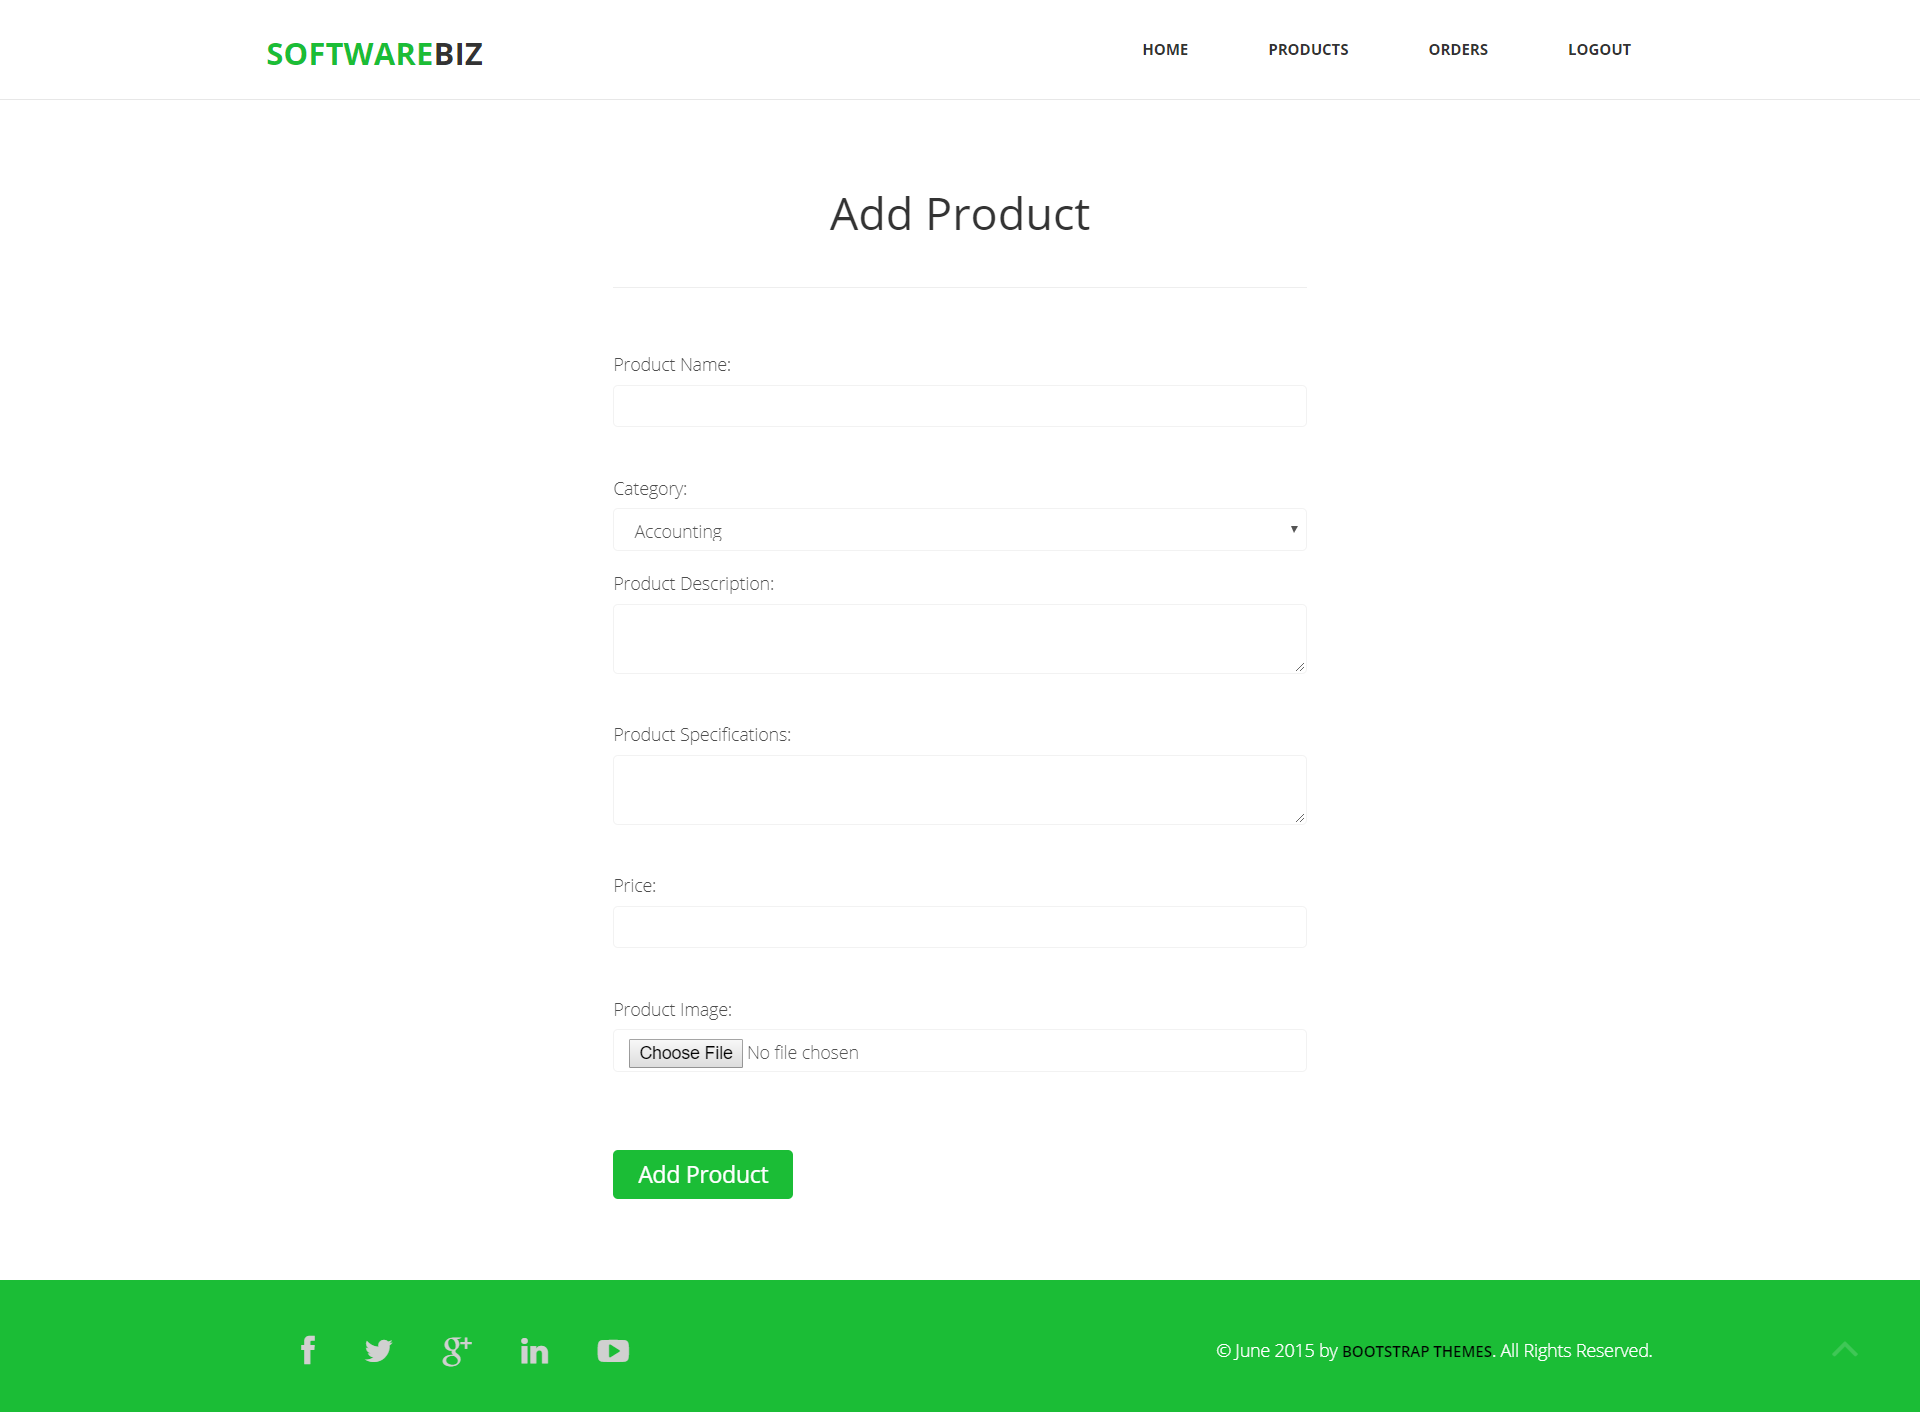 SOFTWAREBIZ
HOME PRODUCTS ORDERS LOGOUT
Add Product
Product Name:
Category:
Accounting
Product Description:
Product Specifications:
Price:
Product Image:
Choose File No file chosen
Add Product
© June 2015 by BOOTSTRAP THEMES. All Rights Reserved.